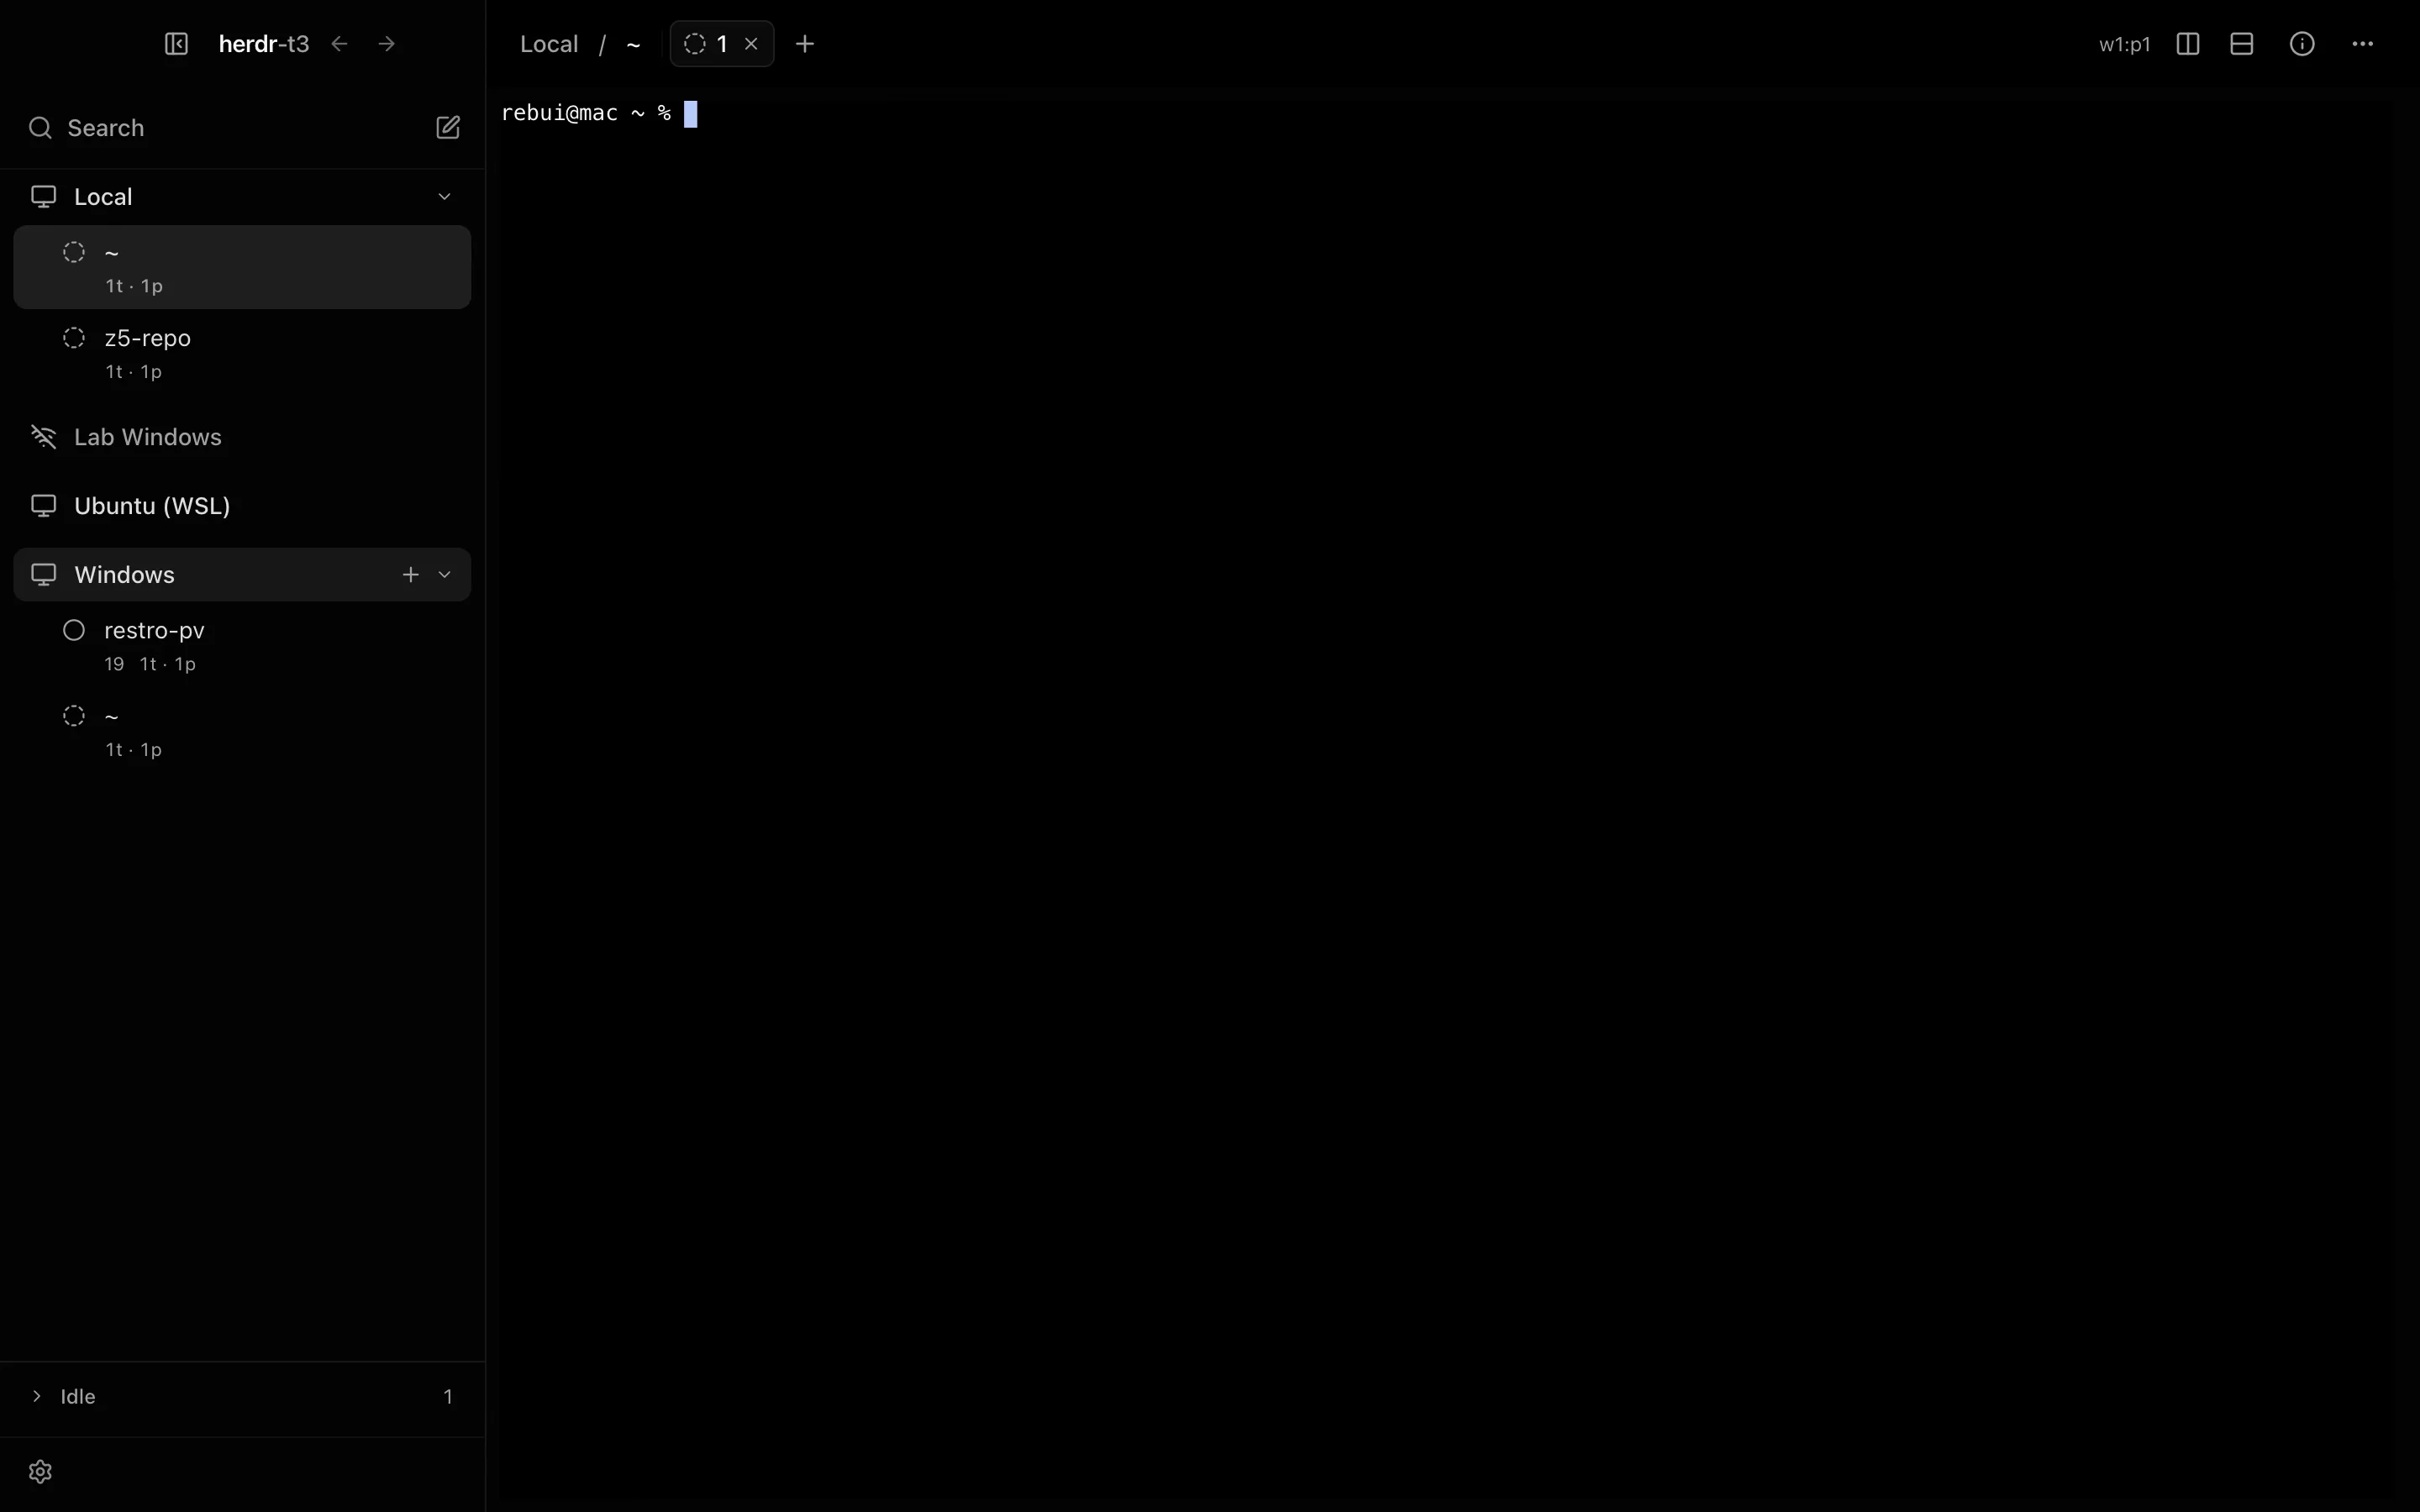 herdr-t3
Local / ~ 1
w1:p1
Search
Local
~
1t · 1p
z5-repo
1t · 1p
Lab Windows
Ubuntu (WSL)
Windows
restro-pv
19 1t · 1p
~
1t · 1p
Idle 1
rebui@mac ~ %